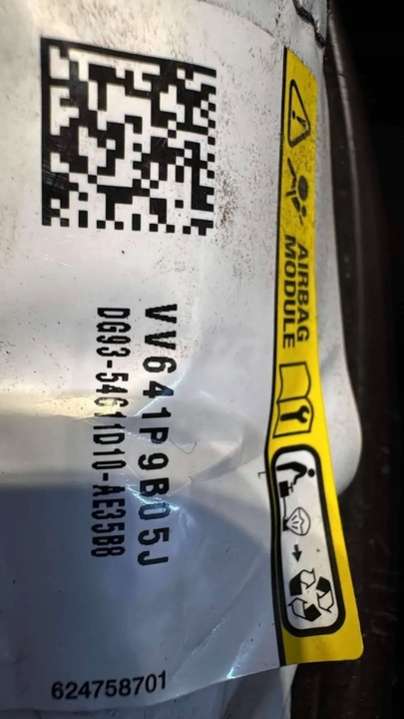 AIRBAG
MODULE
VV641P9B05J
DG93-54611D10-AE35B8
624758701